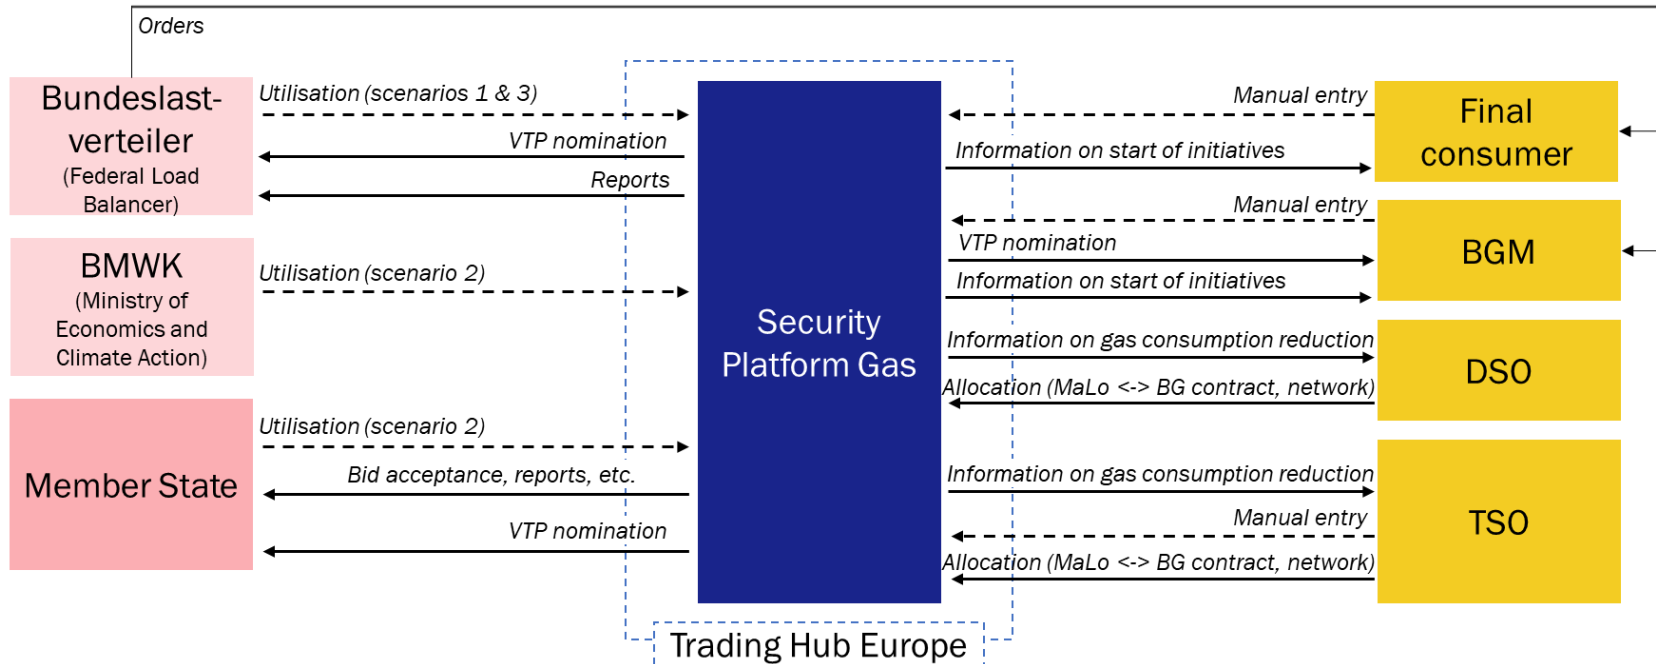 Orders
Bundeslast-
verteiler
(Federal Load
Balancer)
Utilisation (scenarios 1 & 3)
VTP nomination
Reports
BMWK
(Ministry of
Economics and
Climate Action)
Utilisation (scenario 2)
Member State
Utilisation (scenario 2)
Bid acceptance, reports, etc.
VTP nomination
Security
Platform Gas
Trading Hub Europe
Manual entry
Information on start of initiatives
Final
consumer
Manual entry
VTP nomination
Information on start of initiatives
BGM
Information on gas consumption reduction
Allocation (MaLo <-> BG contract, network)
DSO
Information on gas consumption reduction
Manual entry
Allocation (MaLo <-> BG contract, network)
TSO